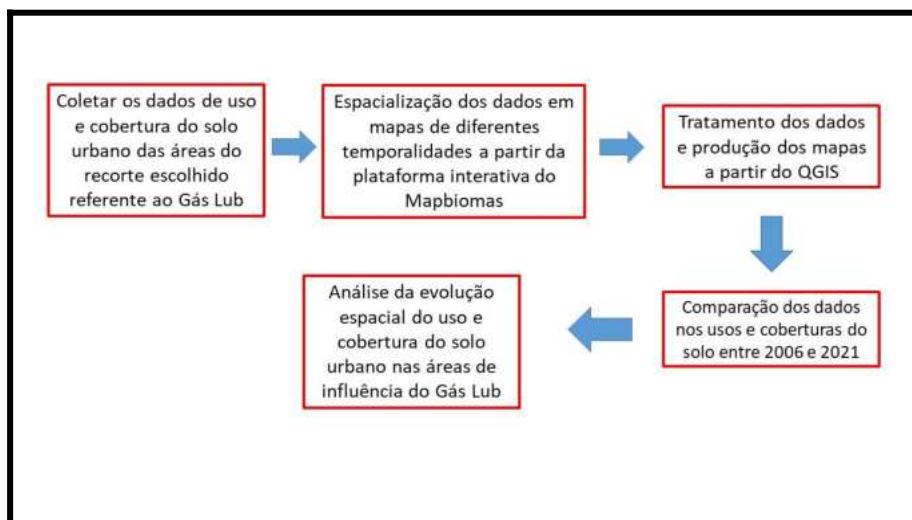 Coletar os dados de uso
e cobertura do solo
urbano das áreas do
recorte escolhido
referente ao Gás Lub
Espacialização dos dados em
mapas de diferentes
temporalidades a partir da
plataforma interativa do
Mapbiomas
Tratamento dos dados
e produção dos mapas
a partir do QGIS
Comparação dos dados
nos usos e coberturas do
solo entre 2006 e 2021
Análise da evolução
espacial do uso e
cobertura do solo
urbano nas áreas de
influência do Gás Lub